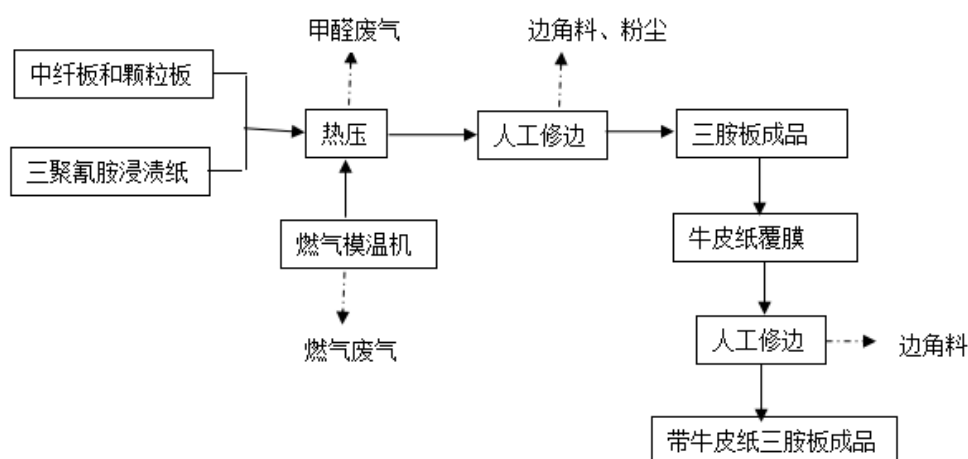 甲醛废气
边角料、粉尘
中纤板和颗粒板
热压
人工修边
三胺板成品
三聚氰胺浸渍纸
燃气模温机
牛皮纸覆膜
燃气废气
人工修边
边角料
带牛皮纸三胺板成品